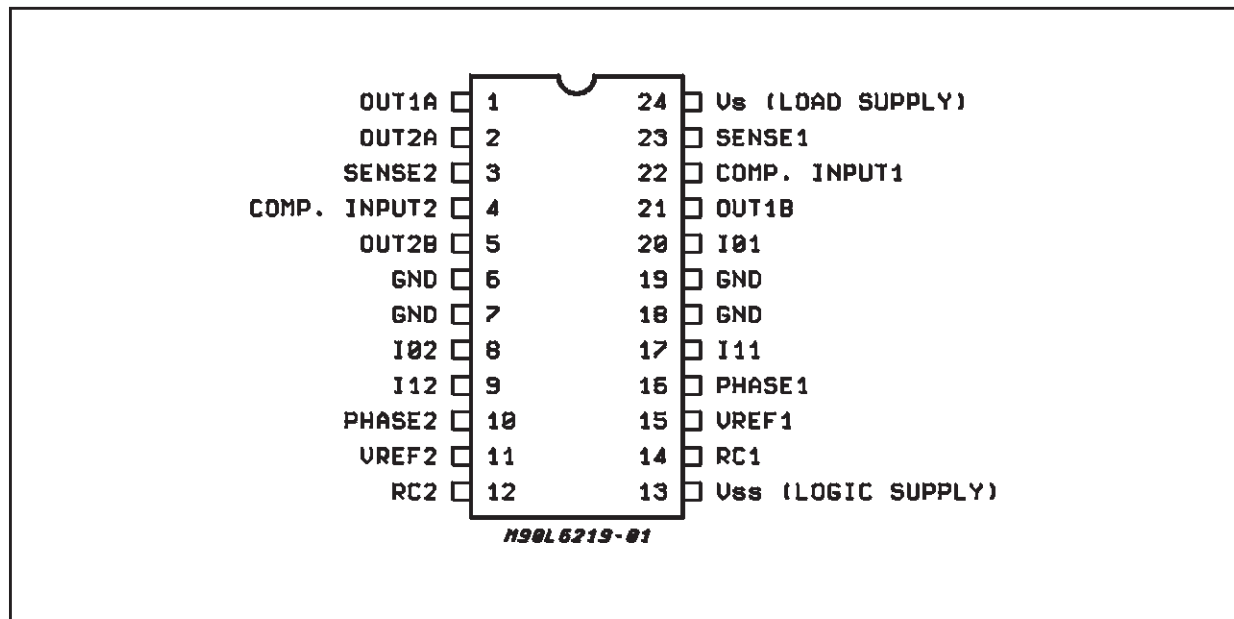 OUT1A 1 24 Vs (LOAD SUPPLY)
OUT2A 2 23 SENSE1
SENSE2 3 22 COMP. INPUT1
COMP. INPUT2 4 21 OUT1B
OUT2B 5 20 I01
GND 6 19 GND
GND 7 18 GND
I02 8 17 I11
I12 9 16 PHASE1
PHASE2 10 15 VREF1
VREF2 11 14 RC1
RC2 12 13 Vss (LOGIC SUPPLY)
M90L6219-01